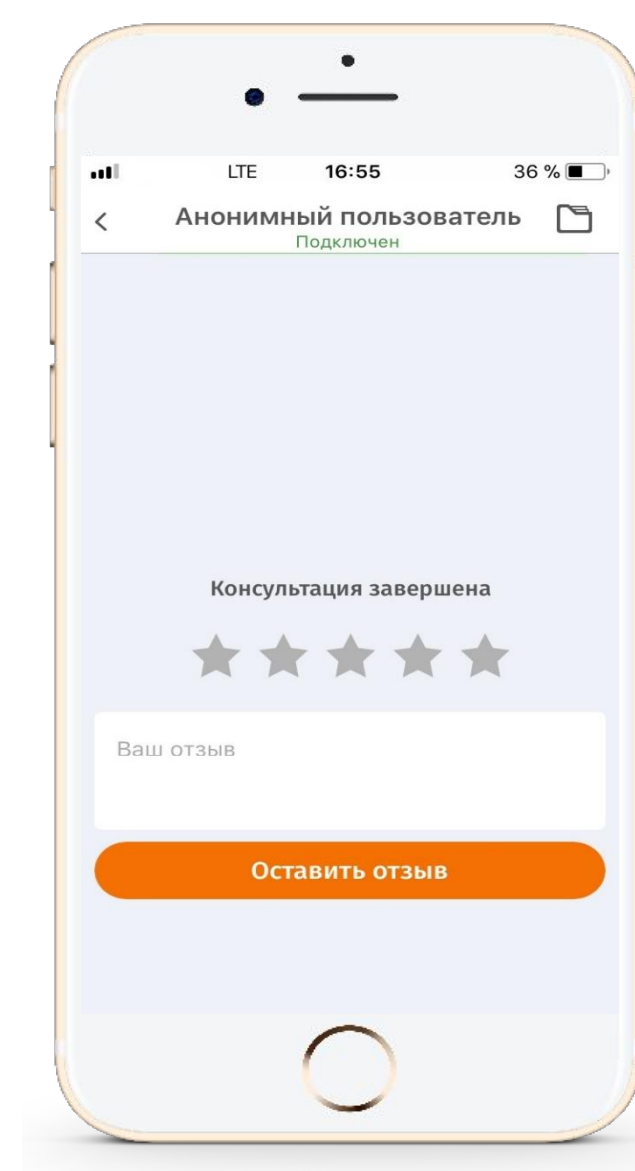 LTE 16:55 36 %
Анонимный пользователь
Подключен
Консультация завершена
Ваш отзыв
Оставить отзыв